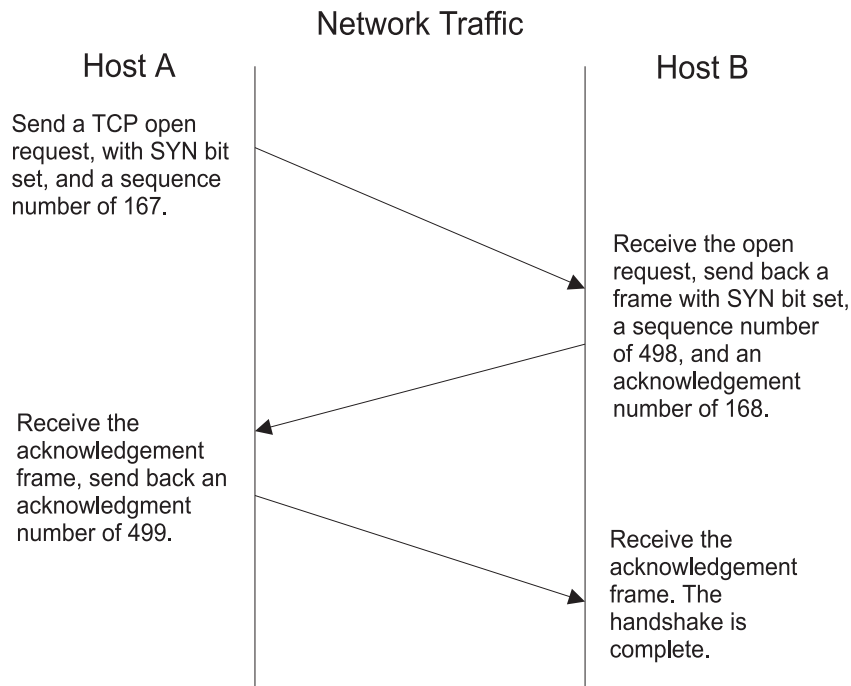 Network Traffic
Host A
Host B
Send a TCP open
request, with SYN bit
set, and a sequence
number of 167.
Receive the open
request, send back a
frame with SYN bit set,
a sequence number
of 498, and an
acknowledgement
number of 168.
Receive the
acknowledgement
frame, send back an
acknowledgment
number of 499.
Receive the
acknowledgement
frame. The
handshake is
complete.